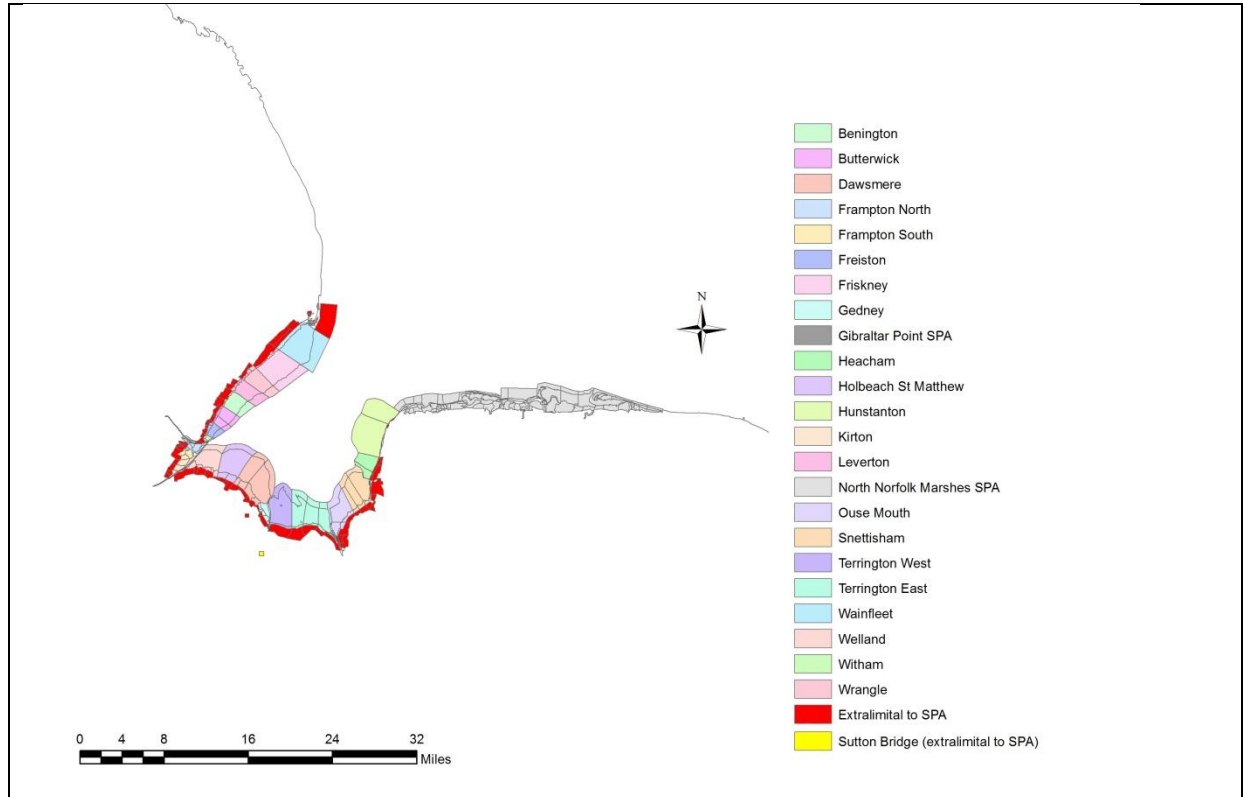 Benington
Butterwick
Dawsmere
Frampton North
Frampton South
Freiston
Friskney
Gedney
Gibraltar Point SPA
Heacham
Holbeach St Matthew
Hunstanton
Kirton
Leverton
North Norfolk Marshes SPA
Ouse Mouth
Snettisham
Terrington West
Terrington East
Wainfleet
Welland
Witham
Wrangle
Extralimital to SPA
Sutton Bridge (extralimital to SPA)
N
0 4 8 16 24 32
Miles